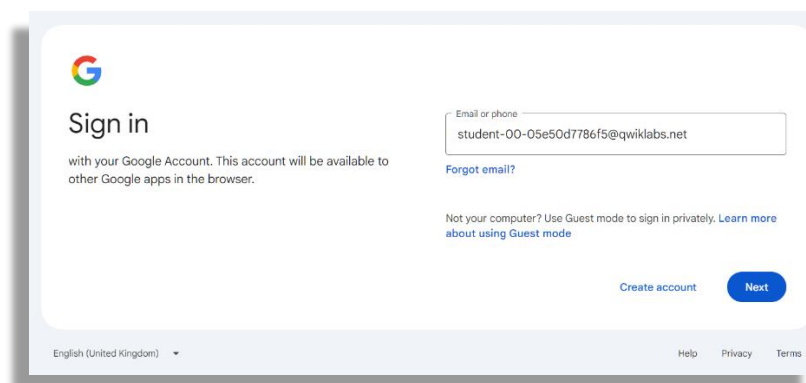 Sign in
with your Google Account. This account will be available to
other Google apps in the browser.
Email or phone
student-00-05e50d7786f5@qwiklabs.net
Forgot email?
Not your computer? Use Guest mode to sign in privately. Learn more
about using Guest mode
Create account
Next
English (United Kingdom)
Help Privacy Terms